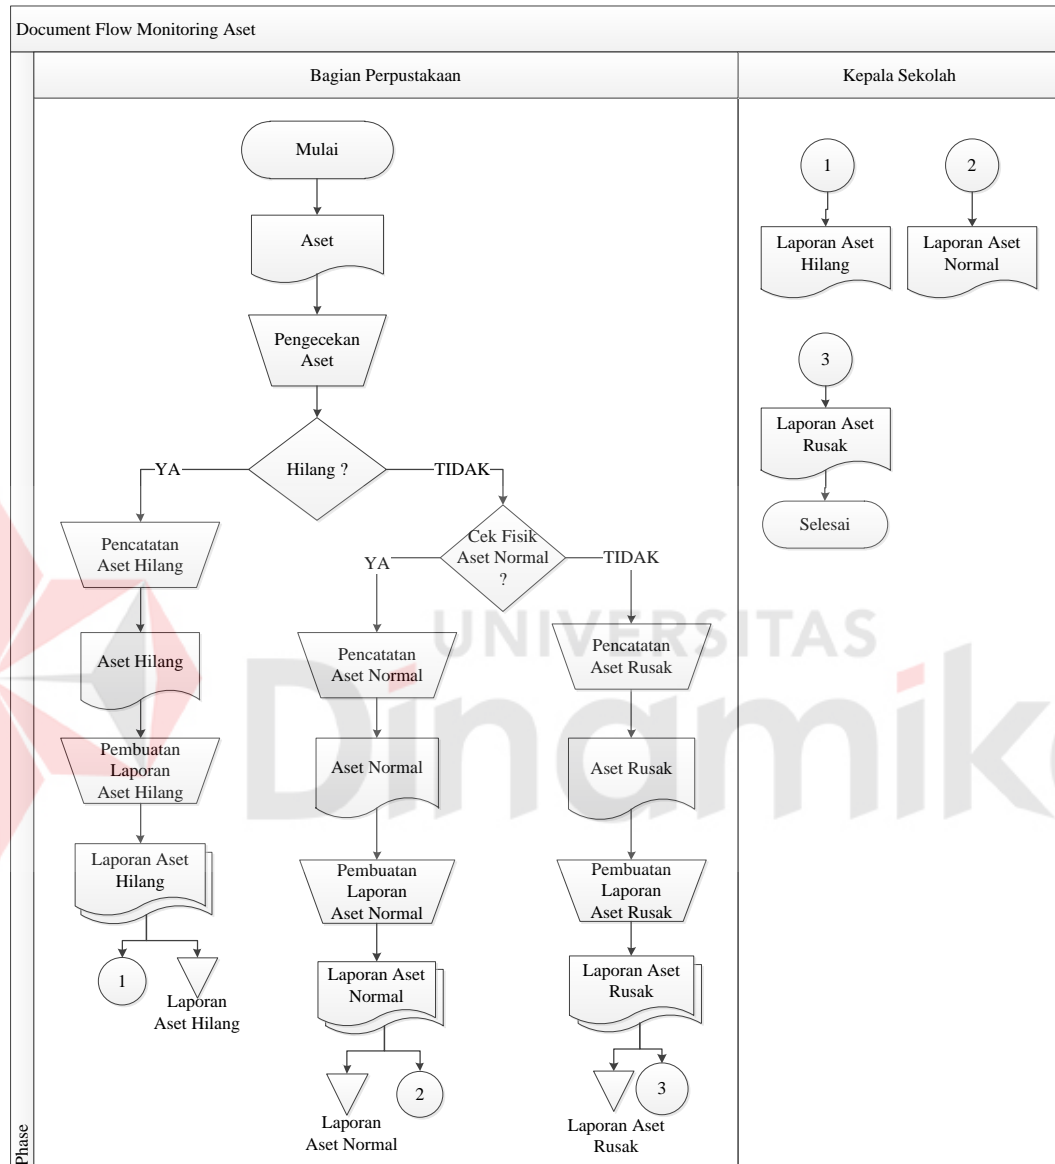 Document Flow Monitoring Aset
Bagian Perpustakaan
Kepala Sekolah
Phase
Mulai
Aset
Pengecekan
Aset
Hilang ?
YA
TIDAK
Pencatatan
Aset Hilang
Aset Hilang
Pembuatan
Laporan
Aset Hilang
Laporan Aset
Hilang
1
Laporan
Aset Hilang
Cek Fisik
Aset Normal
?
YA
TIDAK
Pencatatan
Aset Normal
Aset Normal
Pembuatan
Laporan
Aset Normal
Laporan Aset
Normal
Laporan
Aset Normal
2
Pencatatan
Aset Rusak
Aset Rusak
Pembuatan
Laporan
Aset Rusak
Laporan Aset
Rusak
Laporan Aset
Rusak
3
1
Laporan Aset
Hilang
2
Laporan Aset
Normal
3
Laporan Aset
Rusak
Selesai
UNIVERSITAS